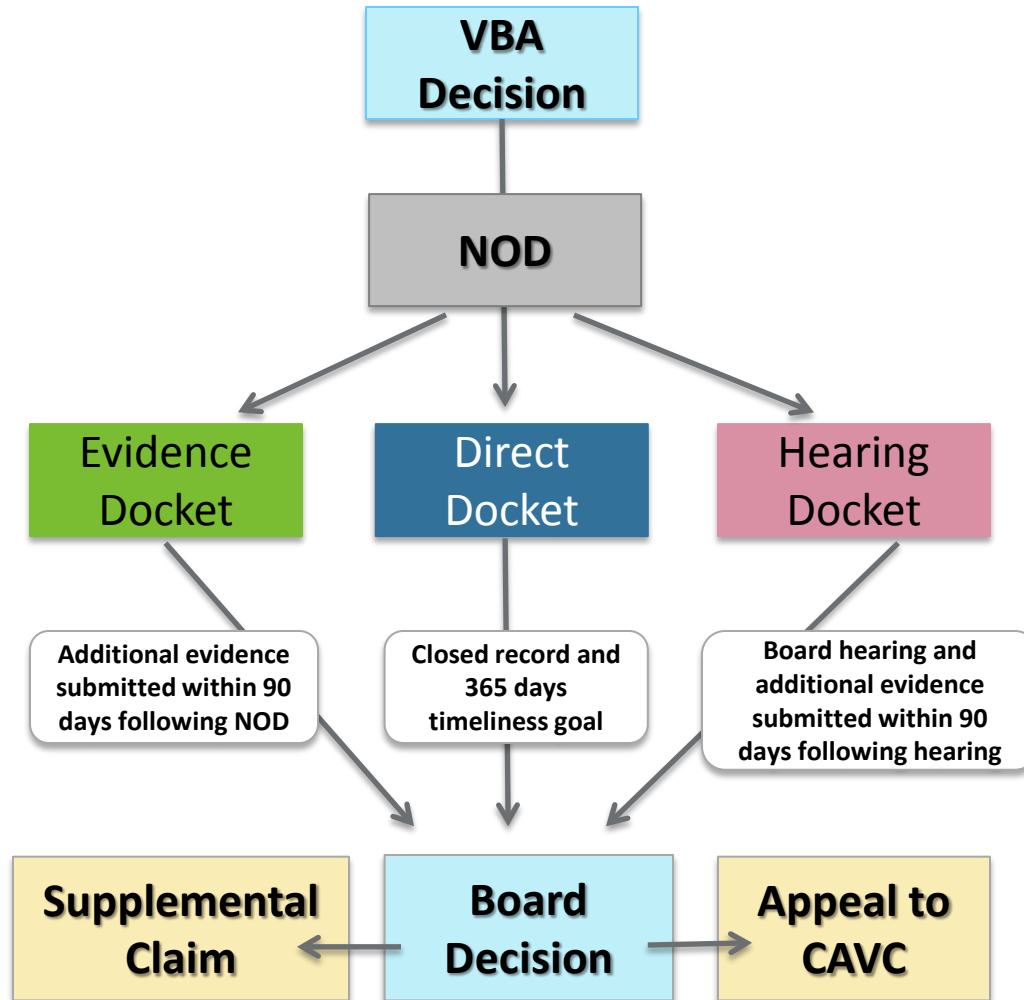 VBA
Decision
NOD
Evidence
Docket
Direct
Docket
Hearing
Docket
Additional evidence
submitted within 90
days following NOD
Closed record and
365 days
timeliness goal
Board hearing and
additional evidence
submitted within 90
days following hearing
Supplemental
Claim
Board
Decision
Appeal to
CAVC